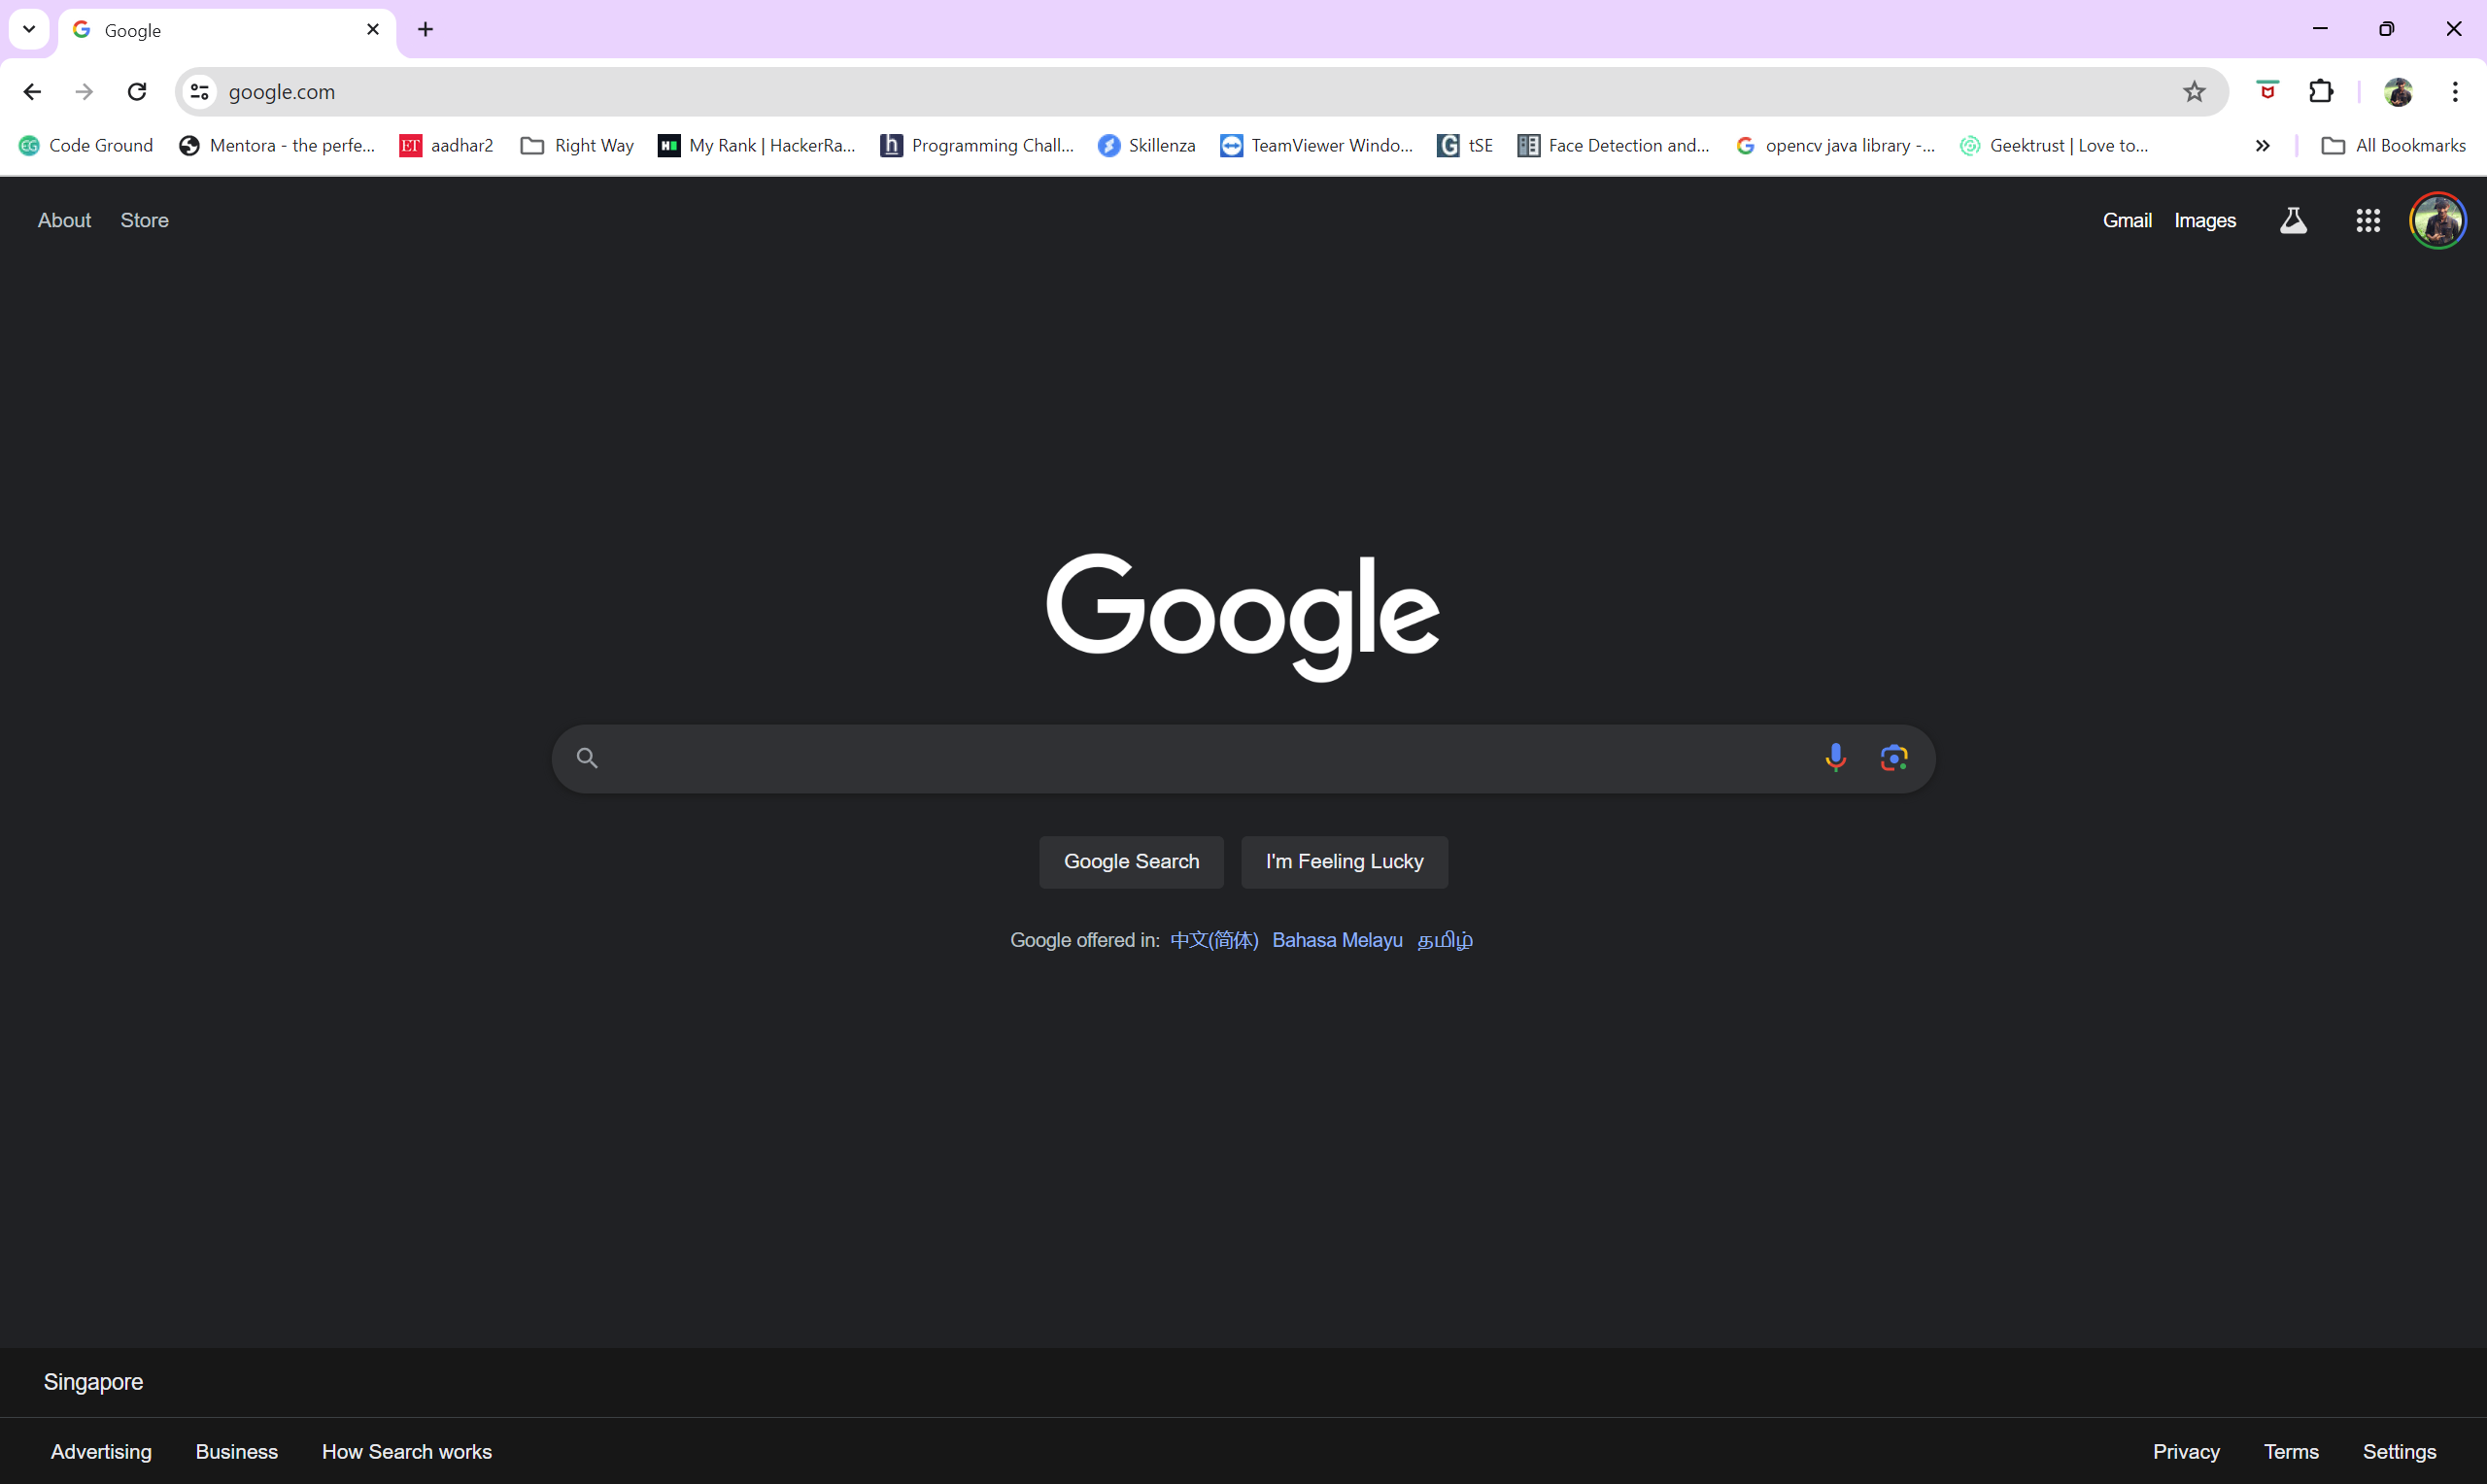 Google
google.com
Code Ground Mentora - the perfe... aadhar2 Right Way My Rank | HackerRa... Programming Chall... Skillenza TeamViewer Windo... tSE Face Detection and... opencv java library -... Geektrust | Love to... All Bookmarks
About Store Gmail Images
Google
Google Search I'm Feeling Lucky
Google offered in: 中文(简体) Bahasa Melayu தமிழ்
Singapore
Advertising Business How Search works Privacy Terms Settings